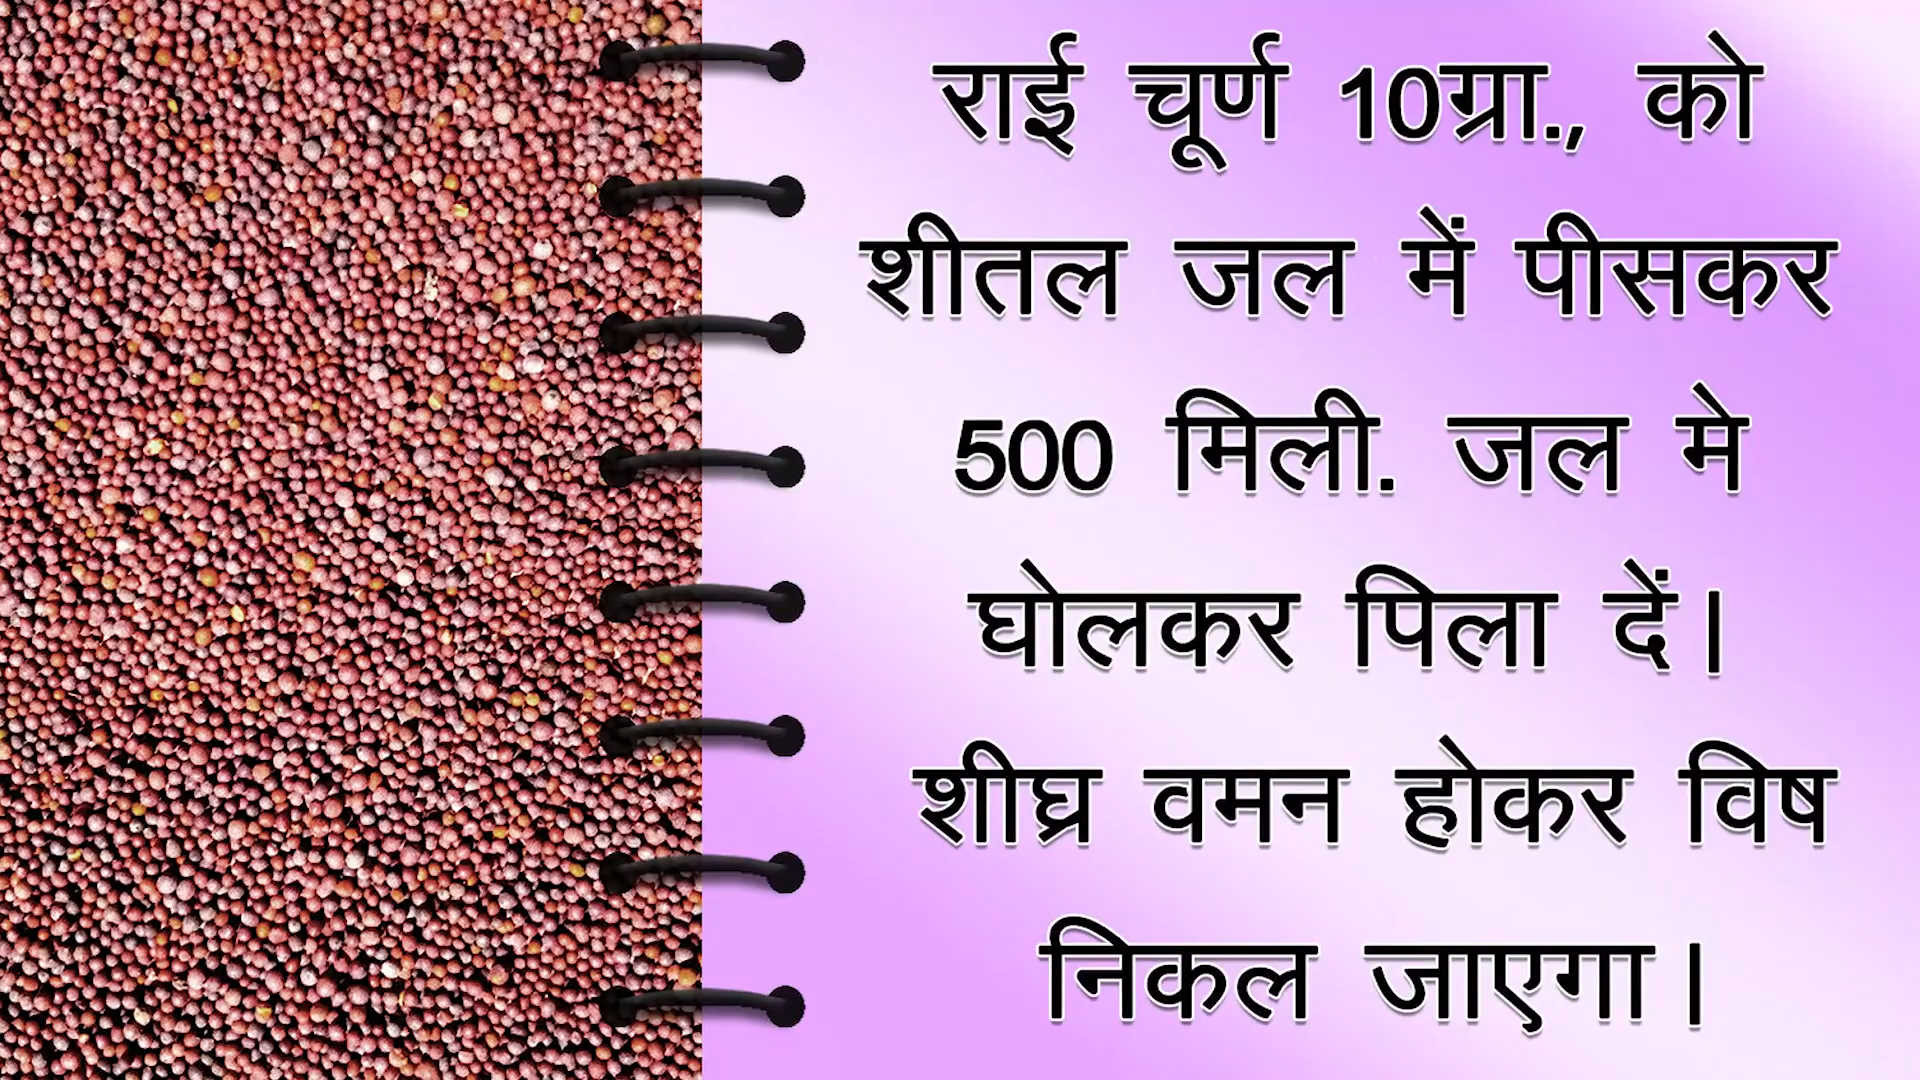 राई चूर्ण 10ग्रा., को
शीतल जल में पीसकर
500 मिली. जल मे
घोलकर पिला दें।
शीघ्र वमन होकर विष
निकल जाएगा।